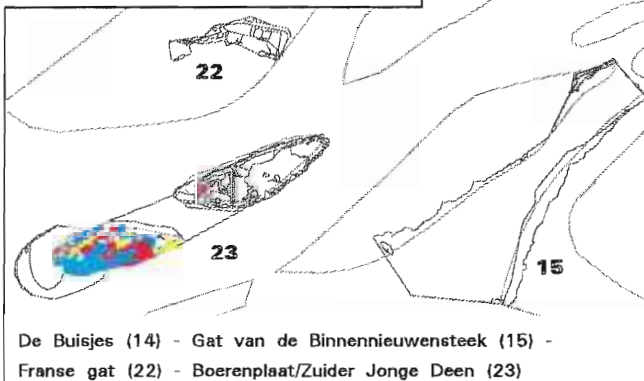 22
23
15
De Buisjes (14) - Gat van de Binnennieuwensteek (15) -
Franse gat (22) - Boerenplaat/Zuider Jonge Deen (23)